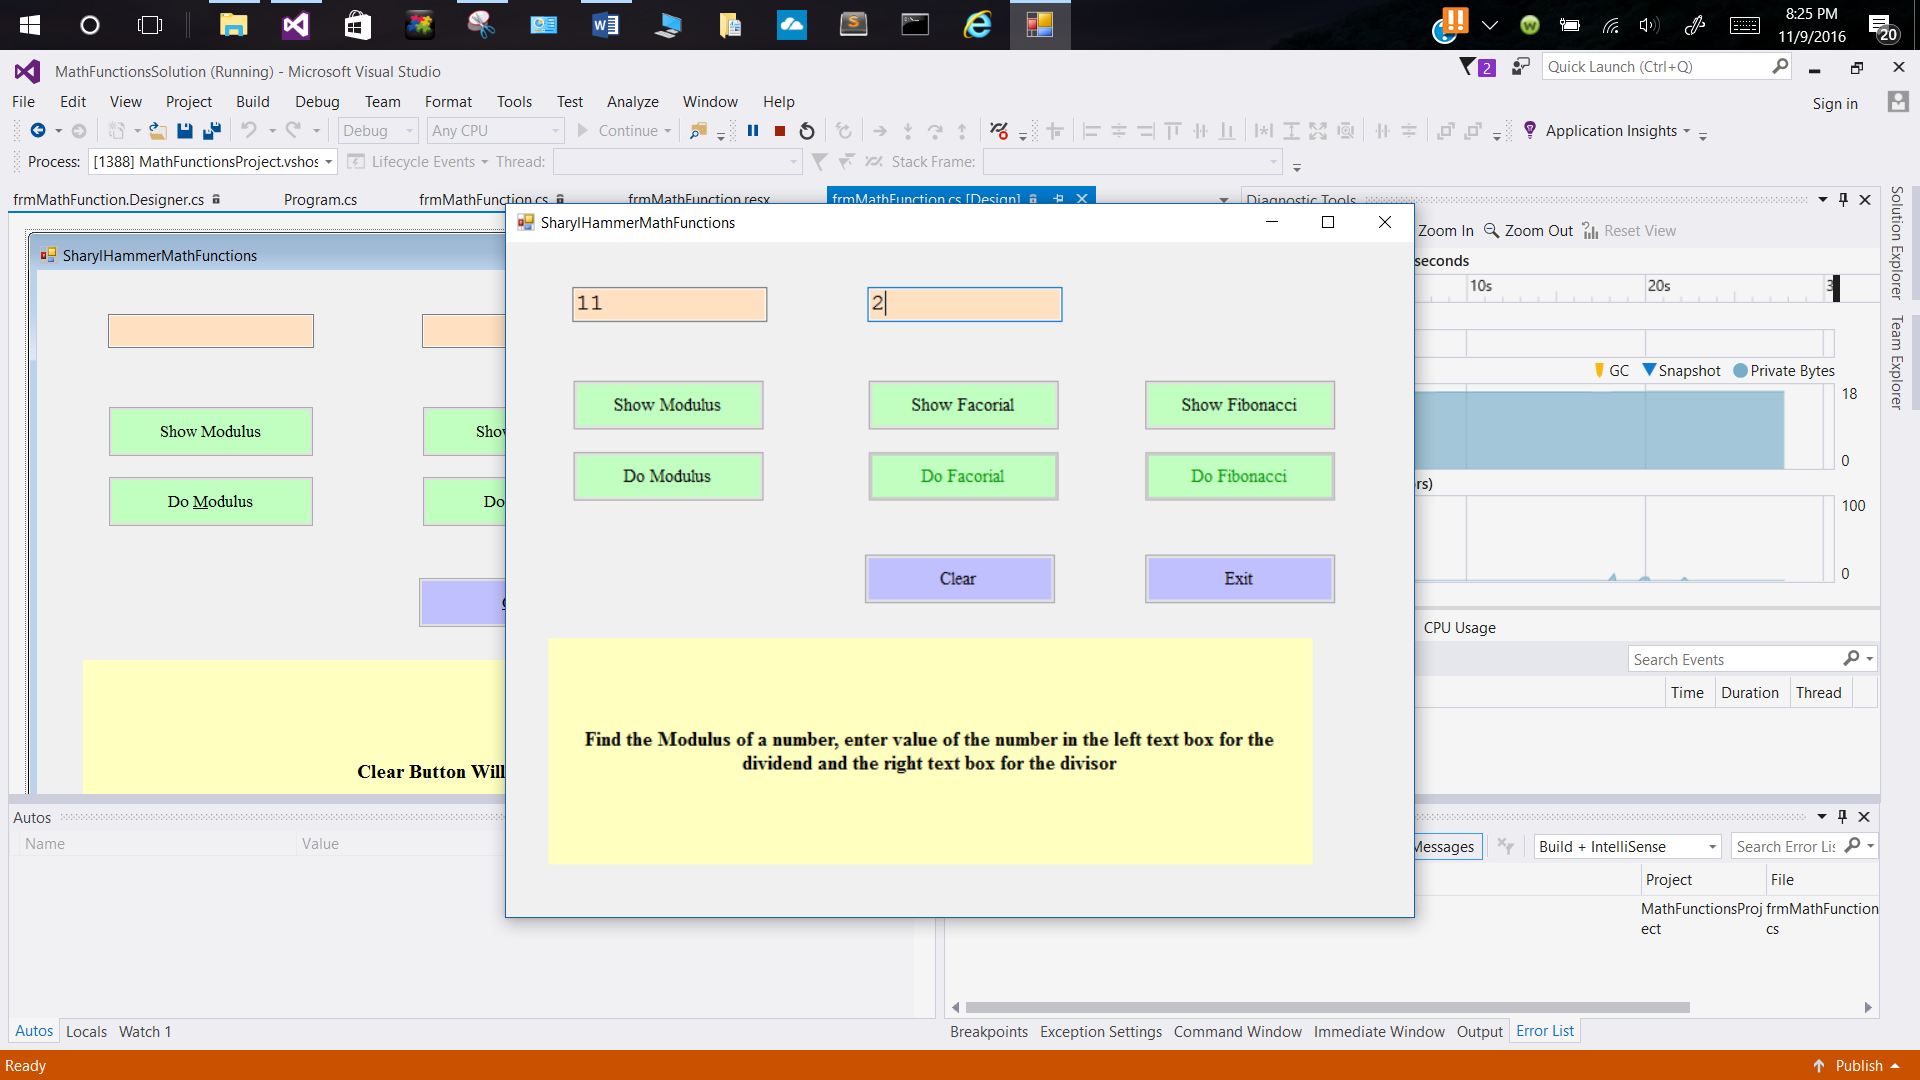 8:25 PM
11/9/2016
20
MathFunctionsSolution (Running) - Microsoft Visual Studio
2
Quick Launch (Ctrl+Q)
File Edit View Project Build Debug Team Format Tools Test Analyze Window Help
Sign in
Debug Any CPU Continue Application Insights
Process: [1388] MathFunctionsProject.vshos Lifecycle Events Thread: Stack Frame:
frmMathFunction.Designer.cs Program.cs frmMathFunction.cs frmMathFunction.resx frmMathFunction.cs [Design] Diagnostic Tools
Solution Explorer
Team Explorer
SharylHammerMathFunctions
Zoom In Zoom Out Reset View
SharylHammerMathFunctions
seconds
10s 20s 3
11 2
GC Snapshot Private Bytes
18
0
Show Modulus Show Facorial Show Fibonacci
Show Modulus Show
Do Modulus Do Facorial Do Fibonacci
Do Modulus Do
rs)
100
0
Clear Exit
CPU Usage
Search Events
Time Duration Thread
Find the Modulus of a number, enter value of the number in the left text box for the
dividend and the right text box for the divisor
Clear Button Will
Autos
Name Value
Messages Build + IntelliSense Search Error Lis
Project File
MathFunctionsProj frmMathFunction
ect cs
Autos Locals Watch 1
Breakpoints Exception Settings Command Window Immediate Window Output Error List
Ready
Publish